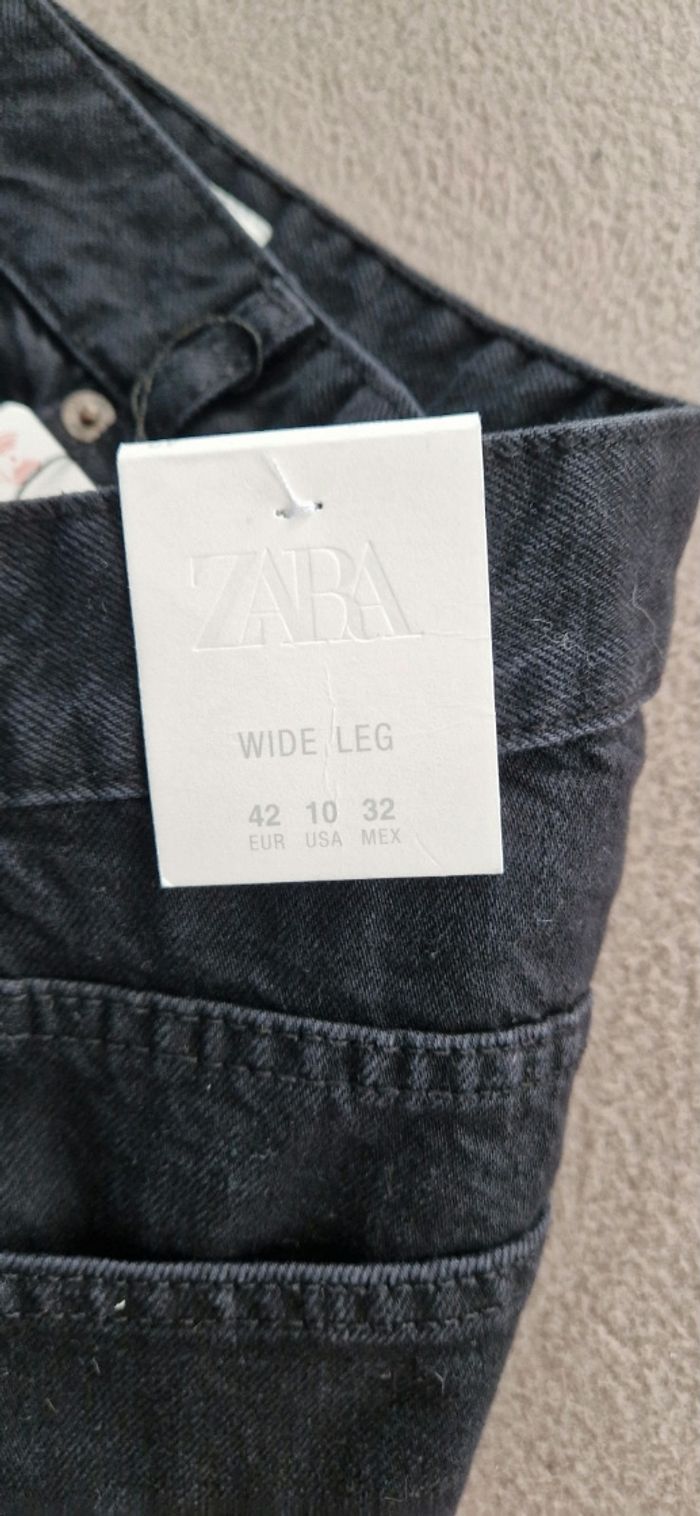 ZARA
WIDE LEG
42 10 32
EUR USA MEX